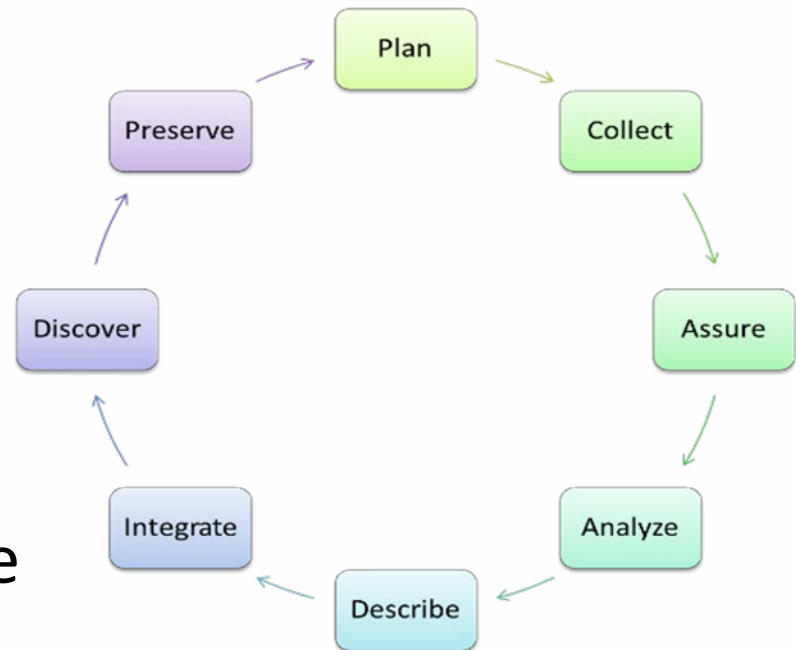 Plan
Collect
Assure
Analyze
Describe
Integrate
Discover
Preserve
e